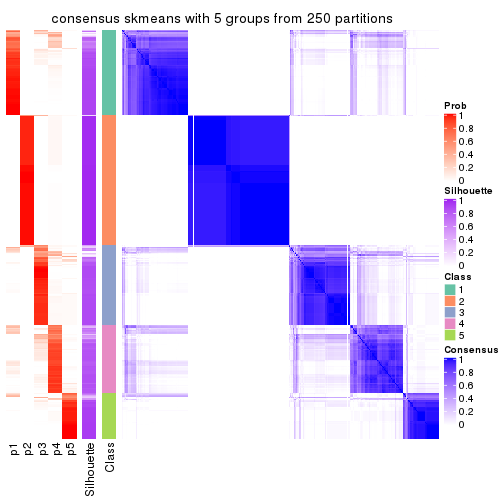 consensus skmeans with 5 groups from 250 partitions
Prob
1
0.8
0.6
0.4
0.2
0
Silhouette
1
0.8
0.6
0.4
0.2
0
Class
1
2
3
4
5
Consensus
1
0.8
0.6
0.4
0.2
0
p1
p2
p3
p4
p5
Silhouette
Class